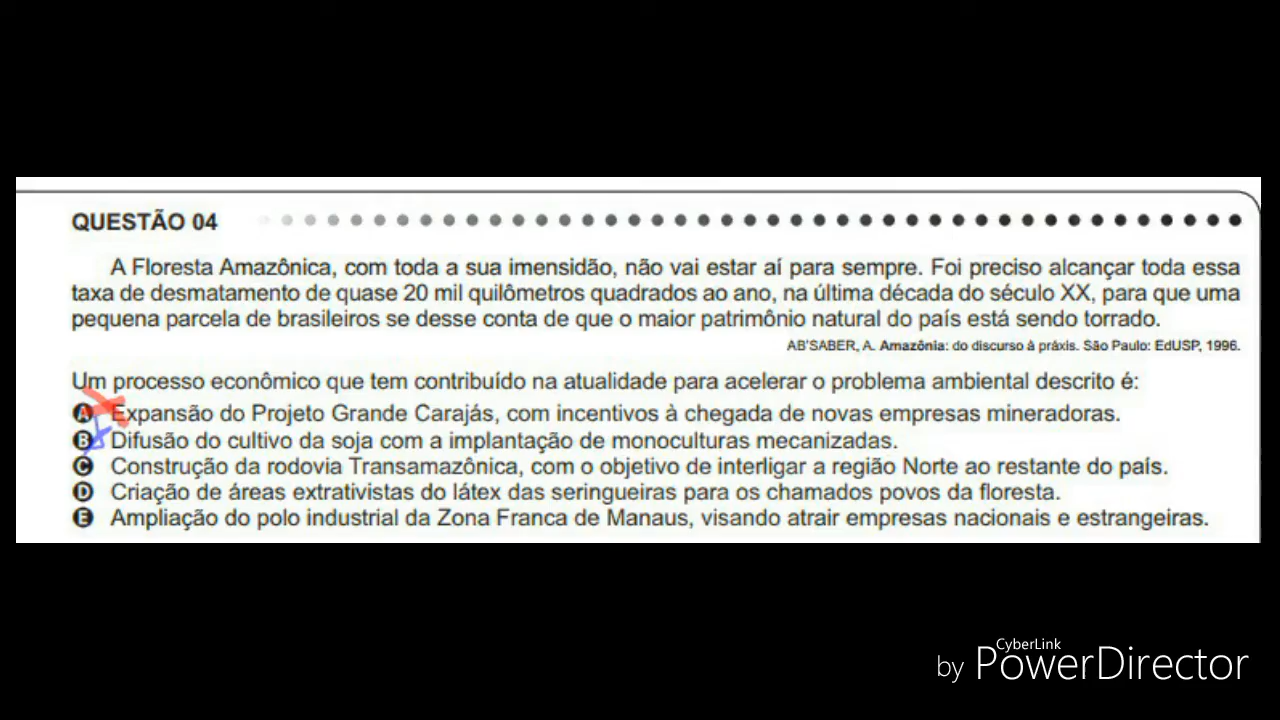 QUESTÃO 04
A Floresta Amazônica, com toda a sua imensidão, não vai estar aí para sempre. Foi preciso alcançar toda essa
taxa de desmatamento de quase 20 mil quilômetros quadrados ao ano, na última década do século XX, para que uma
pequena parcela de brasileiros se desse conta de que o maior patrimônio natural do país está sendo torrado.
AB'SABER, A. Amazônia: do discurso à práxis. São Paulo: EdUSP, 1996.
Um processo econômico que tem contribuído na atualidade para acelerar o problema ambiental descrito é:
A Expansão do Projeto Grande Carajás, com incentivos à chegada de novas empresas mineradoras.
B Difusão do cultivo da soja com a implantação de monoculturas mecanizadas.
C Construção da rodovia Transamazônica, com o objetivo de interligar a região Norte ao restante do país.
D Criação de áreas extrativistas do látex das seringueiras para os chamados povos da floresta.
E Ampliação do polo industrial da Zona Franca de Manaus, visando atrair empresas nacionais e estrangeiras.
CyberLink
by PowerDirector